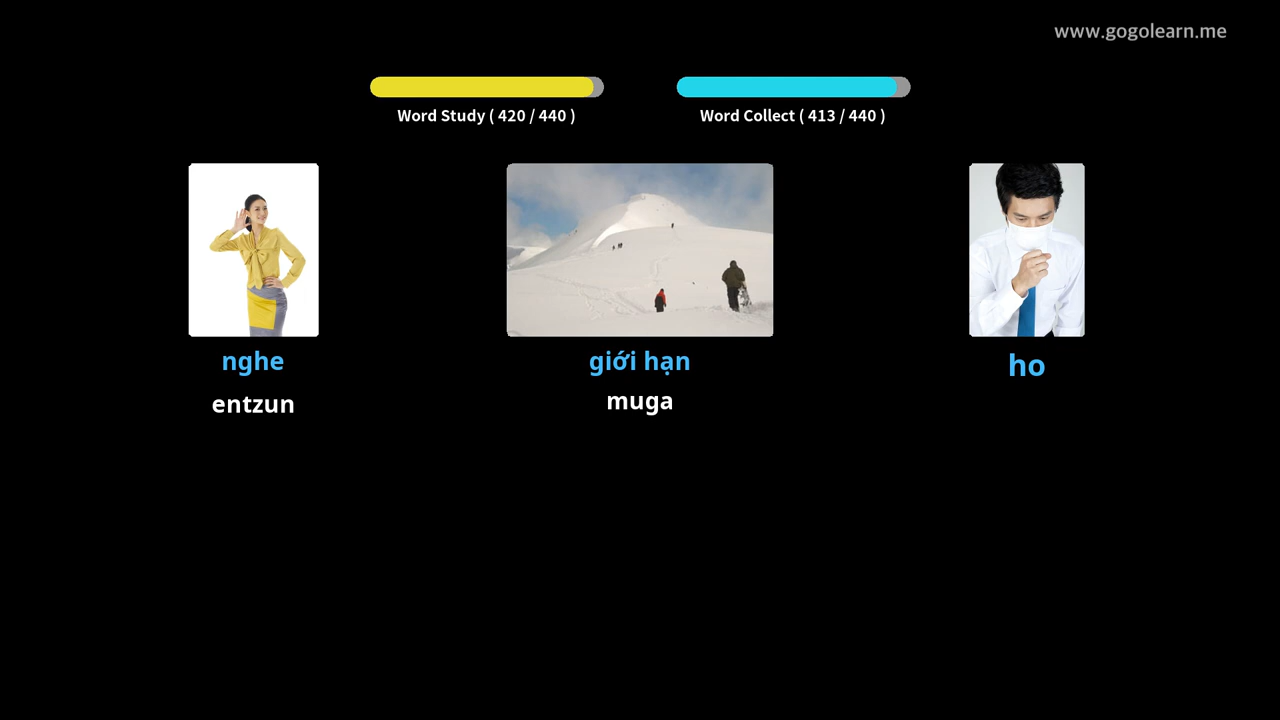 www.gogolearn.me
Word Study ( 420 / 440 )
Word Collect ( 413 / 440 )
nghe
giới hạn
ho
entzun
muga